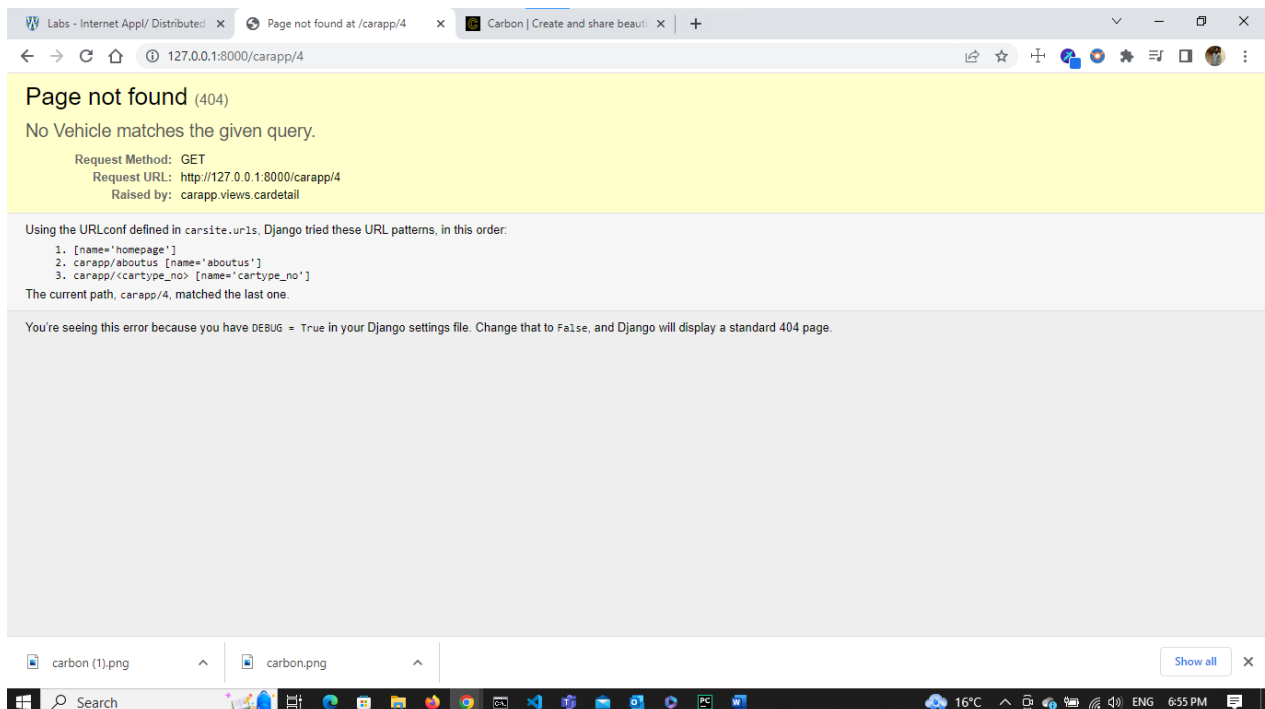 Labs - Internet Appl/ Distributed
Page not found at /carapp/4
Carbon | Create and share beauti
127.0.0.1:8000/carapp/4
Page not found (404)
No Vehicle matches the given query.
Request Method: GET
Request URL: http://127.0.0.1:8000/carapp/4
Raised by: carapp.views.cardetail
Using the URLconf defined in carsite.urls, Django tried these URL patterns, in this order:
1. [name='homepage']
2. carapp/aboutus [name='aboutus']
3. carapp/<cartype_no> [name='cartype_no']
The current path, carapp/4, matched the last one.
You're seeing this error because you have DEBUG = True in your Django settings file. Change that to False, and Django will display a standard 404 page.
carbon (1).png
carbon.png
Show all
Search
16°C
ENG
6:55 PM